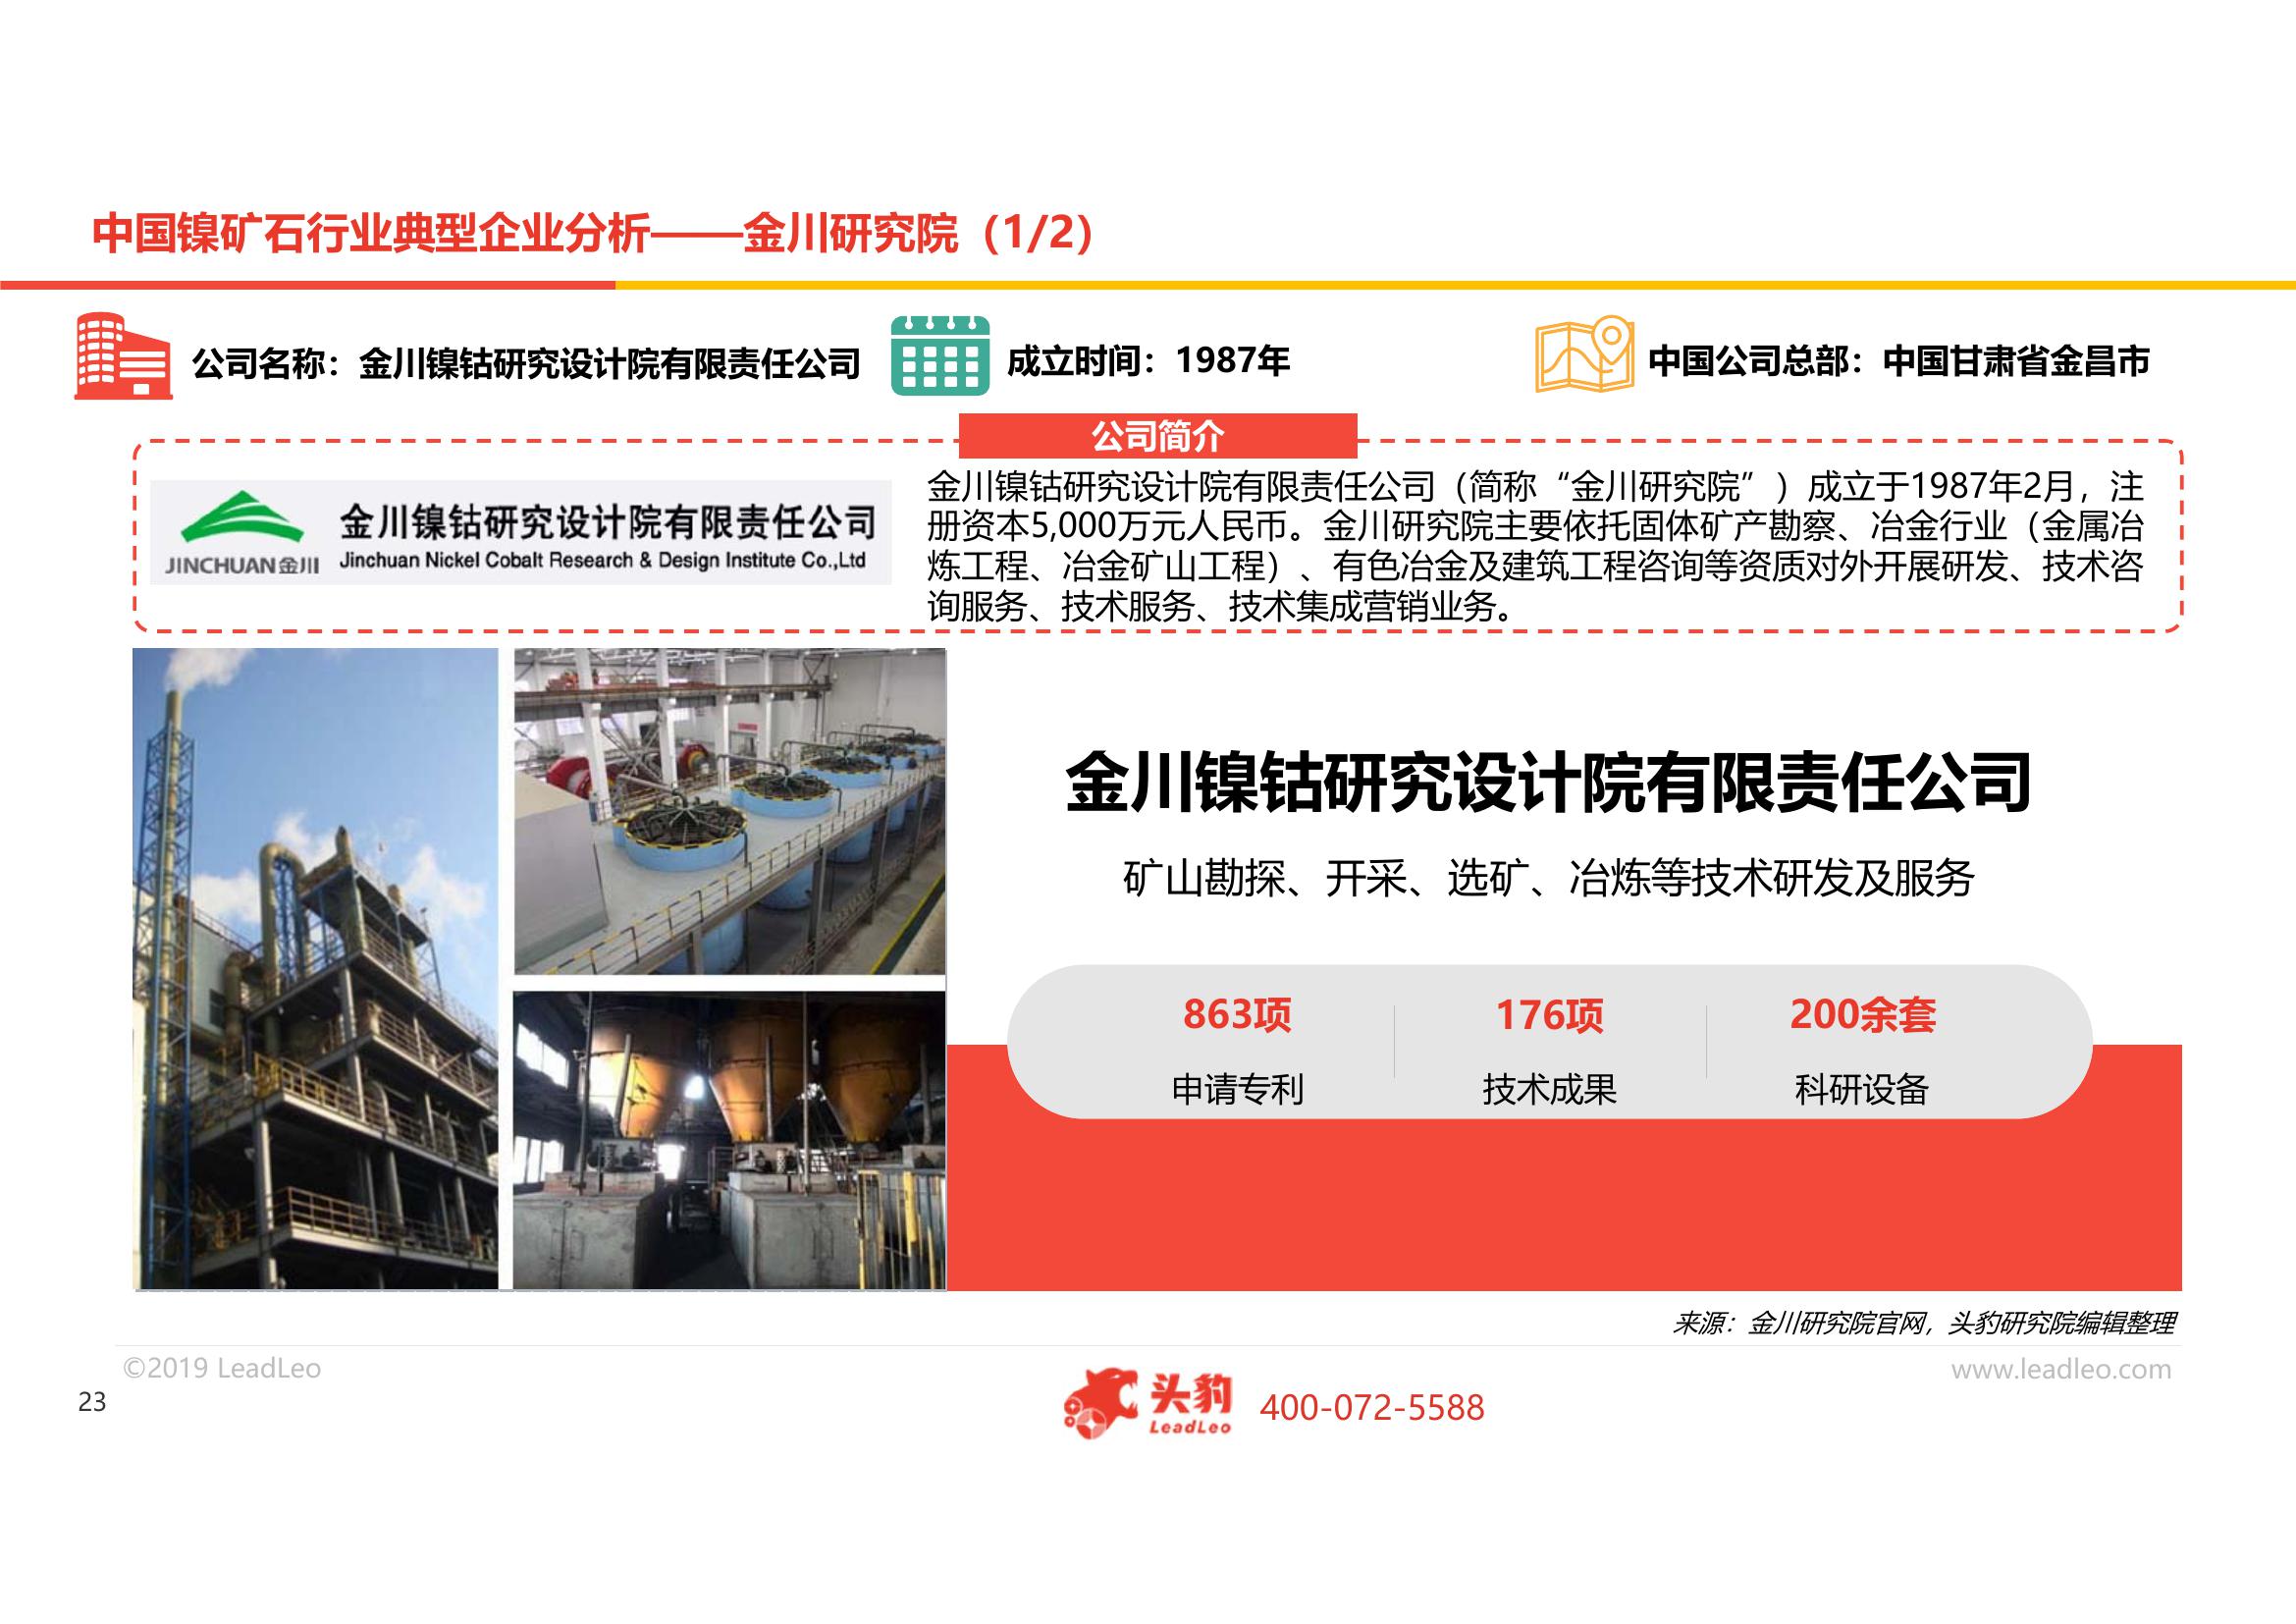 中国镍矿石行业典型企业分析——金川研究院（1/2）
公司名称：金川镍钴研究设计院有限责任公司
成立时间：1987年
中国公司总部：中国甘肃省金昌市
公司简介
JINCHUAN金川
金川镍钴研究设计院有限责任公司
Jinchuan Nickel Cobalt Research & Design Institute Co.,Ltd
金川镍钴研究设计院有限责任公司（简称“金川研究院”）成立于1987年2月，注
册资本5,000万元人民币。金川研究院主要依托固体矿产勘察、冶金行业（金属冶
炼工程、冶金矿山工程）、有色冶金及建筑工程咨询等资质对外开展研发、技术咨
询服务、技术服务、技术集成营销业务。
金川镍钴研究设计院有限责任公司
矿山勘探、开采、选矿、冶炼等技术研发及服务
863项
176项
200余套
申请专利
技术成果
科研设备
来源：金川研究院官网，头豹研究院编辑整理
©2019 LeadLeo
www.leadleo.com
23
头豹
LeadLeo
400-072-5588